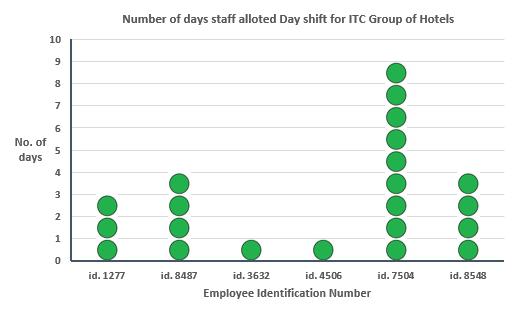 Number of days staff alloted Day shift for ITC Group of Hotels
10
9
8
7
6
5
4
3
2
1
0
No. of
days
id. 1277 id. 8487 id. 3632 id. 4506 id. 7504 id. 8548
Employee Identification Number